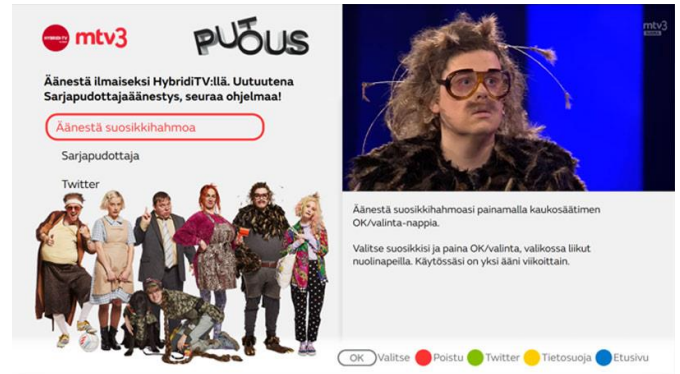 HYBRIDI-TV
mtv3
PUTOUS
Äänestä ilmaiseksi HybridiTV:llä. Uutuutena
Sarjapudottajaäänestys, seuraa ohjelmaa!
Äänestä suosikkihahmoa
Sarjapudottaja
Twitter
mtv3
Äänestä suosikkihahmoasi painamalla kaukosäätimen
OK/valinta-nappia.
Valitse suosikkisi ja paina OK/valinta, valikossa liikut
nuolinapeilla. Käytössäsi on yksi ääni viikoittain.
OK Valitse Poistu Twitter Tietosuoja Etusivu